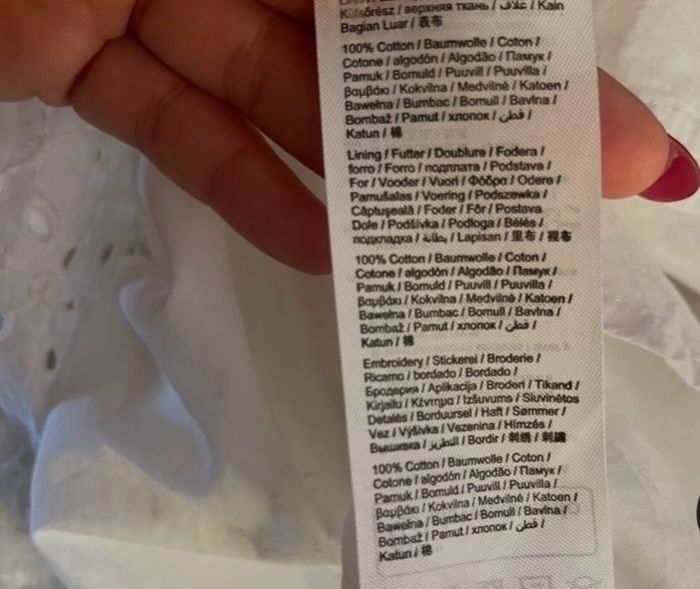 Külsőrész / верхняя ткань / غلاف / Kain
Bagian Luar / 表布
100% Cotton / Baumwolle / Coton /
Cotone / algodón / Algodão / Памук /
Pamuk / Bomuld / Puuvill / Puuvilla /
βαμβάκι / Kokvilna / Medvilnė / Katoen /
Bawełna / Bumbac / Bomull / Bavlna /
Bombaž / Pamut / хлопок / قطن /
Katun / 棉
Lining / Futter / Doublure / Fodera /
forro / Forro / подплата / Podstava /
For / Vooder / Vuori / Φόδρα / Odere /
Pamušalas / Voering / Podszewka /
Căptuşeală / Foder / Fôr / Postava
Dole / Podšívka / Podloga / Bélés /
подкладка / بطانة / Lapisan / 里布 / 裡布
100% Cotton / Baumwolle / Coton /
Cotone / algodón / Algodão / Памук /
Pamuk / Bomuld / Puuvill / Puuvilla /
βαμβάκι / Kokvilna / Medvilnė / Katoen /
Bawełna / Bumbac / Bomull / Bavlna /
Bombaž / Pamut / хлопок / قطن /
Katun / 棉
Embroidery / Stickerei / Broderie /
Ricamo / bordado / Bordado /
Бродерия / Aplikacija / Broderi / Tikand /
Kirjailu / Κέντημα / Izšuvums / Siuvinėtos
Detalės / Borduursel / Haft / Sømmer /
Vez / Výšivka / Vezenina / Hímzés /
Вышивка / التطريز / Bordir / 刺绣 / 刺繡
100% Cotton / Baumwolle / Coton /
Cotone / algodón / Algodão / Памук /
Pamuk / Bomuld / Puuvill / Puuvilla /
βαμβάκι / Kokvilna / Medvilnė / Katoen /
Bawełna / Bumbac / Bomull / Bavlna /
Bombaž / Pamut / хлопок / قطن /
Katun / 棉